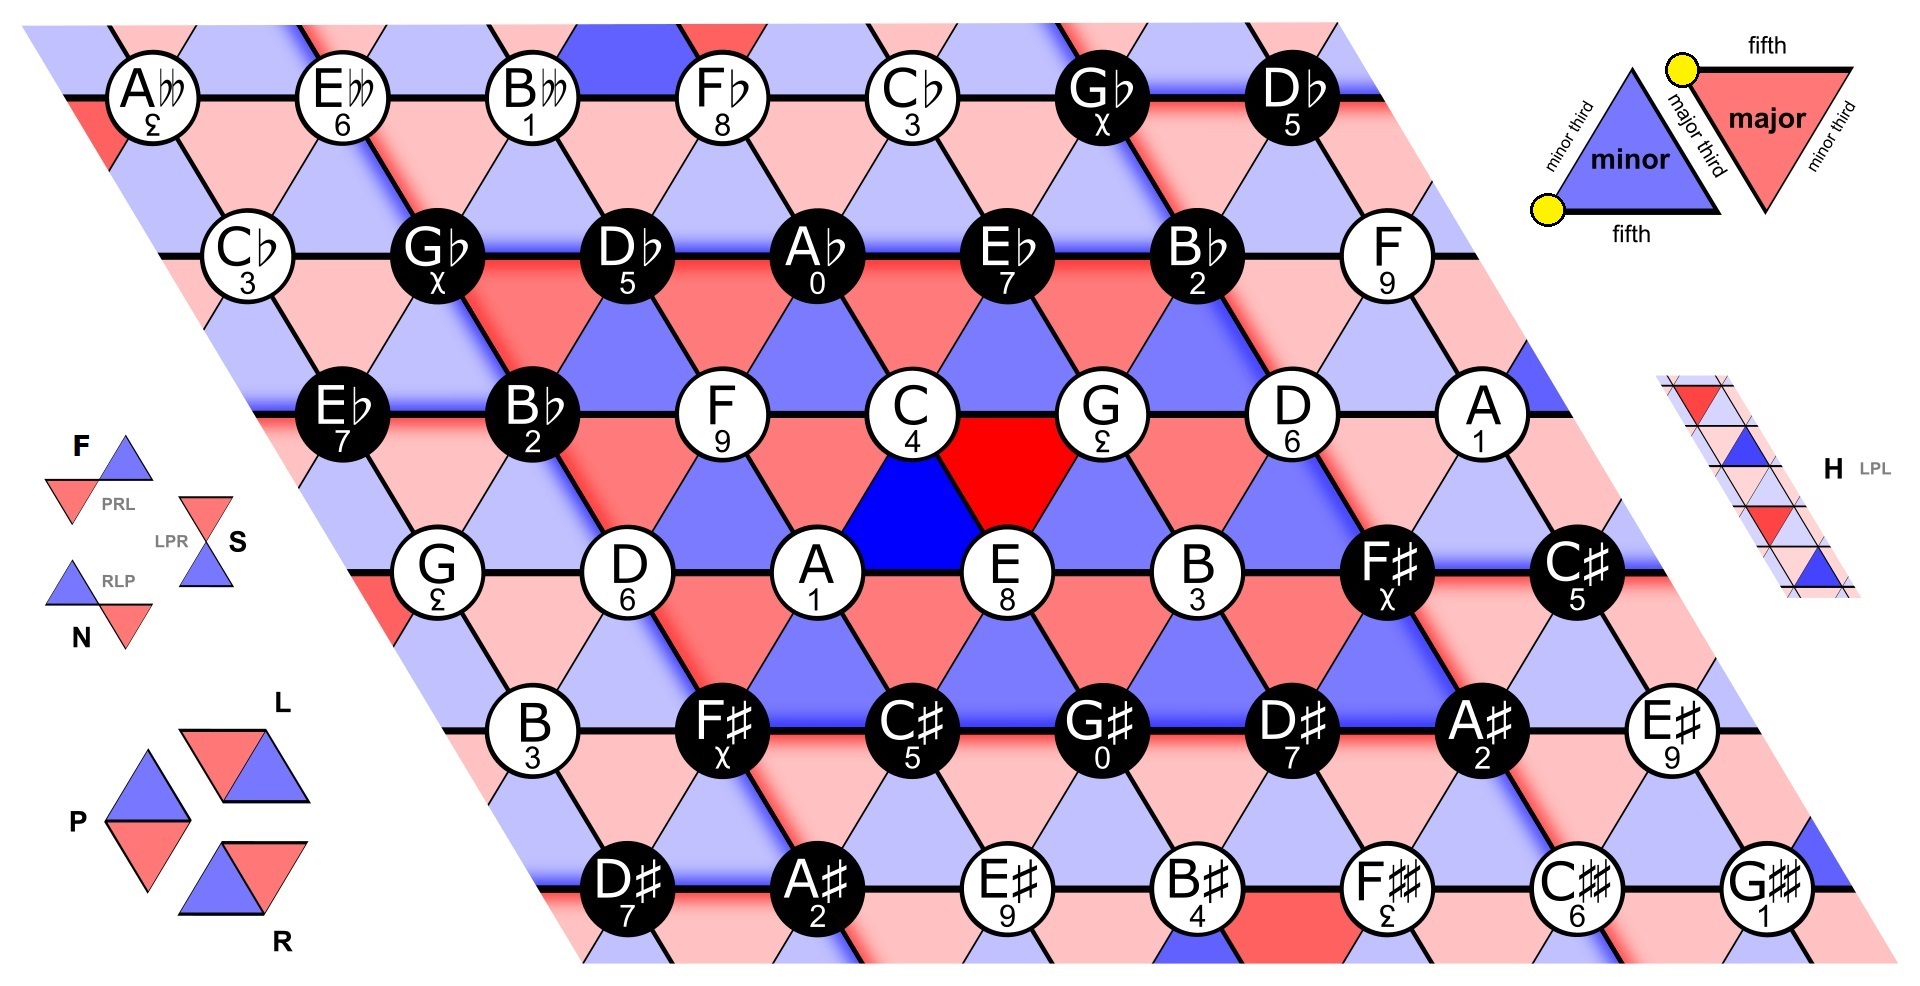 A𝄫 E𝄫 B𝄫 F♭ C♭ G♭ D♭
Ɛ 6 1 8 3 χ 5
C♭ G♭ D♭ A♭ E♭ B♭ F
3 χ 5 0 7 2 9
E♭ B♭ F C G D A
7 2 9 4 Ɛ 6 1
G D A E B F♯ C♯
Ɛ 6 1 8 3 χ 5
B F♯ C♯ G♯ D♯ A♯ E♯
3 χ 5 0 7 2 9
D♯ A♯ E♯ B♯ F♯♯ C♯♯ G♯♯
7 2 9 4 Ɛ 6 1
fifth
major
minor third
major third
minor third
minor
fifth
H LPL
F
PRL
LPR S
RLP
N
L
P
R